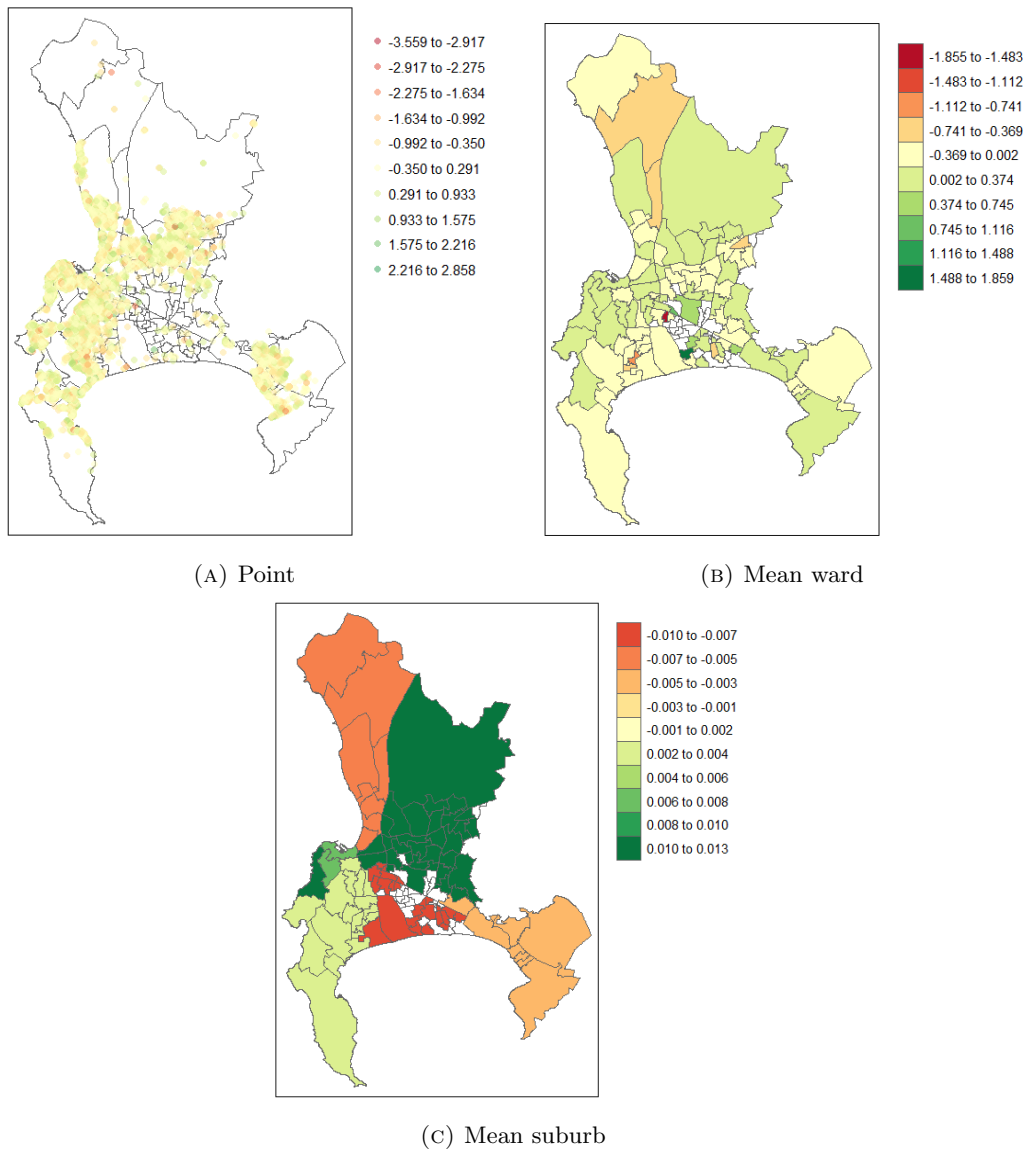 -3.559 to -2.917
-2.917 to -2.275
-2.275 to -1.634
-1.634 to -0.992
-0.992 to -0.350
-0.350 to 0.291
0.291 to 0.933
0.933 to 1.575
1.575 to 2.216
2.216 to 2.858
(A) Point
-1.855 to -1.483
-1.483 to -1.112
-1.112 to -0.741
-0.741 to -0.369
-0.369 to 0.002
0.002 to 0.374
0.374 to 0.745
0.745 to 1.116
1.116 to 1.488
1.488 to 1.859
(B) Mean ward
-0.010 to -0.007
-0.007 to -0.005
-0.005 to -0.003
-0.003 to -0.001
-0.001 to 0.002
0.002 to 0.004
0.004 to 0.006
0.006 to 0.008
0.008 to 0.010
0.010 to 0.013
(C) Mean suburb